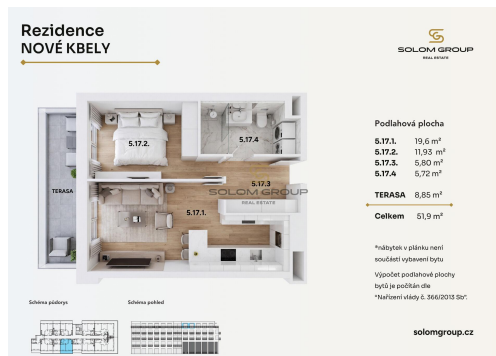 Rezidence
NOVÉ KBELY
SOLOM GROUP
REAL ESTATE
5.17.2.
5.17.4
TERASA
5.17.3
SOLOM GROUP
REAL ESTATE
5.17.1.
Podlahová plocha
5.17.1. 19,6 m²
5.17.2. 11,93 m²
5.17.3. 5,80 m²
5.17.4 5,72 m²
TERASA 8,85 m²
Celkem 51,9 m²
*nábytek v plánku není
součástí vybavení bytu
Výpočet podlahové plochy
bytů je počítán dle
"Nařízení vlády č. 366/2013 Sb".
Schéma půdorys
Schéma pohled
solomgroup.cz